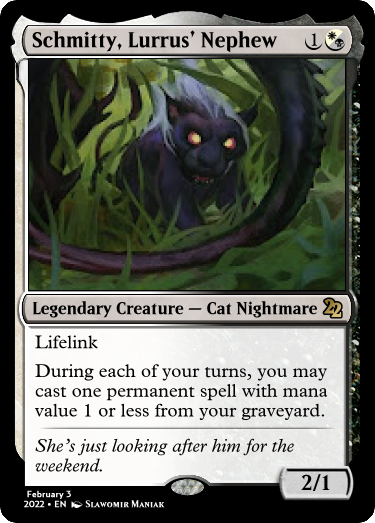 Schmitty, Lurrus' Nephew 1
Legendary Creature — Cat Nightmare 22
Lifelink
During each of your turns, you may
cast one permanent spell with mana
value 1 or less from your graveyard.
She's just looking after him for the
weekend.
2/1
February 3
2022 • EN Slawomir Maniak